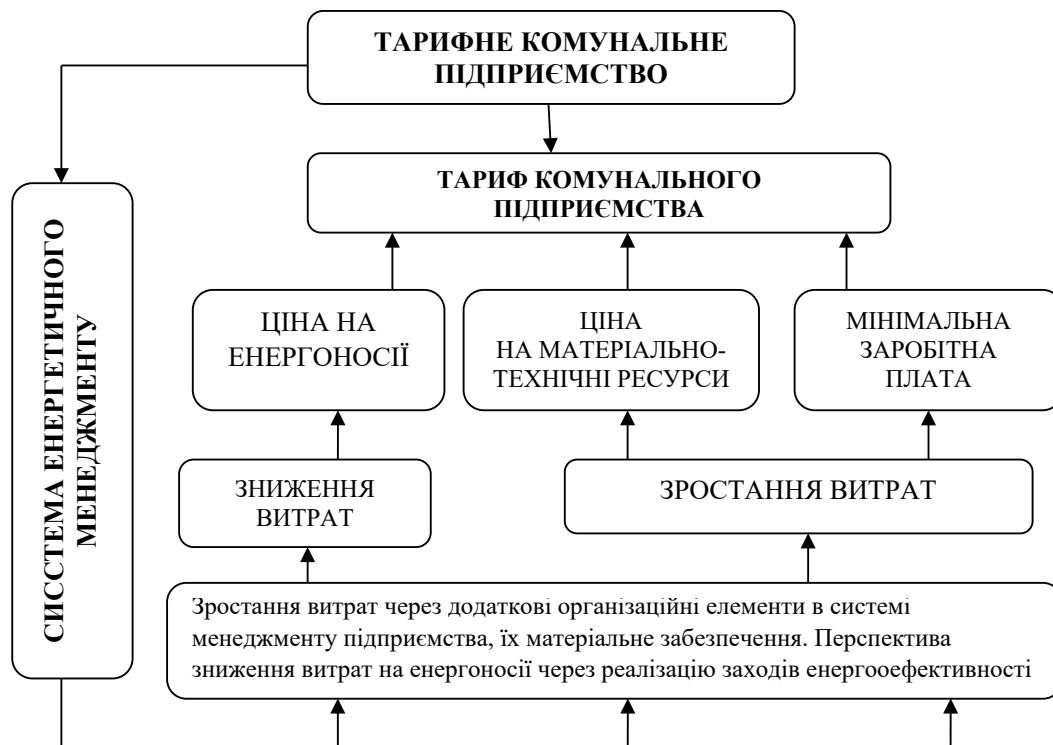 ТАРИФНЕ КОМУНАЛЬНЕ
ПІДПРИЄМСТВО
ТАРИФ КОМУНАЛЬНОГО
ПІДПРИЄМСТВА
СИССТЕМА ЕНЕРГЕТИЧНОГО
МЕНЕДЖМЕНТУ
ЦІНА НА
ЕНЕРГОНОСІЇ
ЦІНА
НА МАТЕРІАЛЬНО-
ТЕХНІЧНІ РЕСУРСИ
МІНІМАЛЬНА
ЗАРОБІТНА
ПЛАТА
ЗНИЖЕННЯ
ВИТРАТ
ЗРОСТАННЯ ВИТРАТ
Зростання витрат через додаткові організаційні елементи в системі
менеджменту підприємства, їх матеріальне забезпечення. Перспектива
зниження витрат на енергоносії через реалізацію заходів енергооефективності